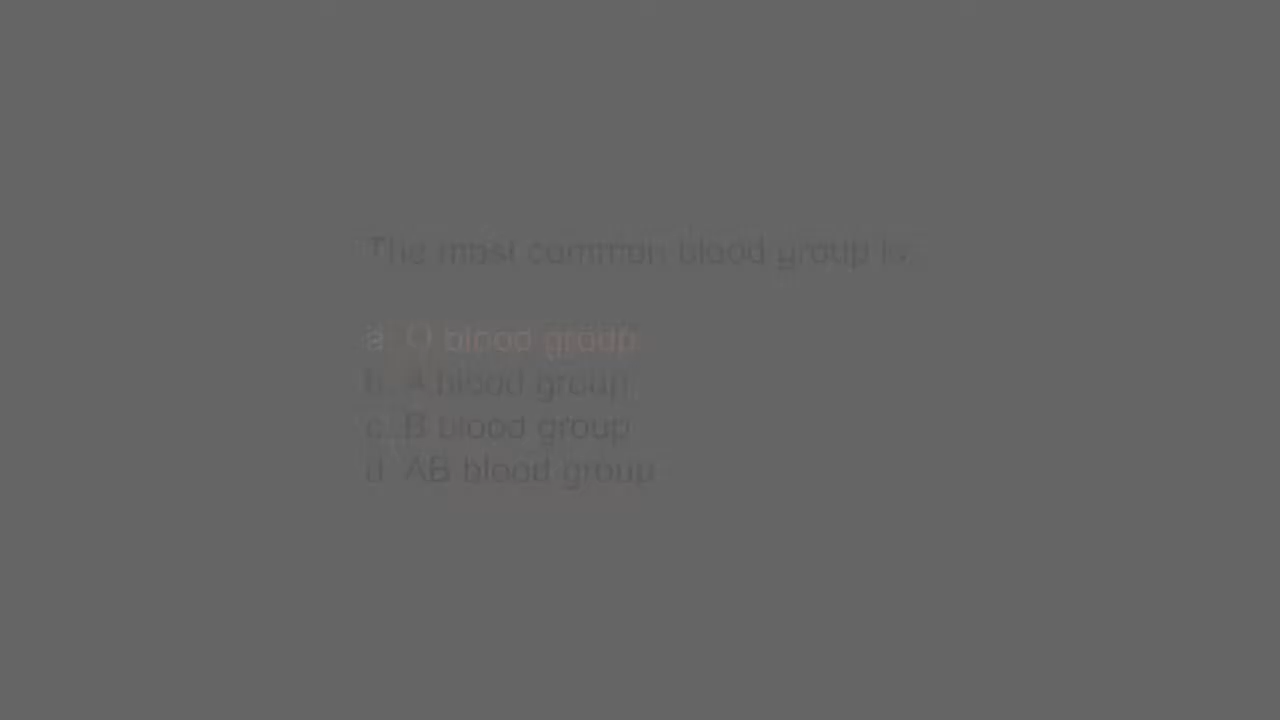 The most common blood group is
a. O blood group
b. A blood group
c. B blood group
d. AB blood group